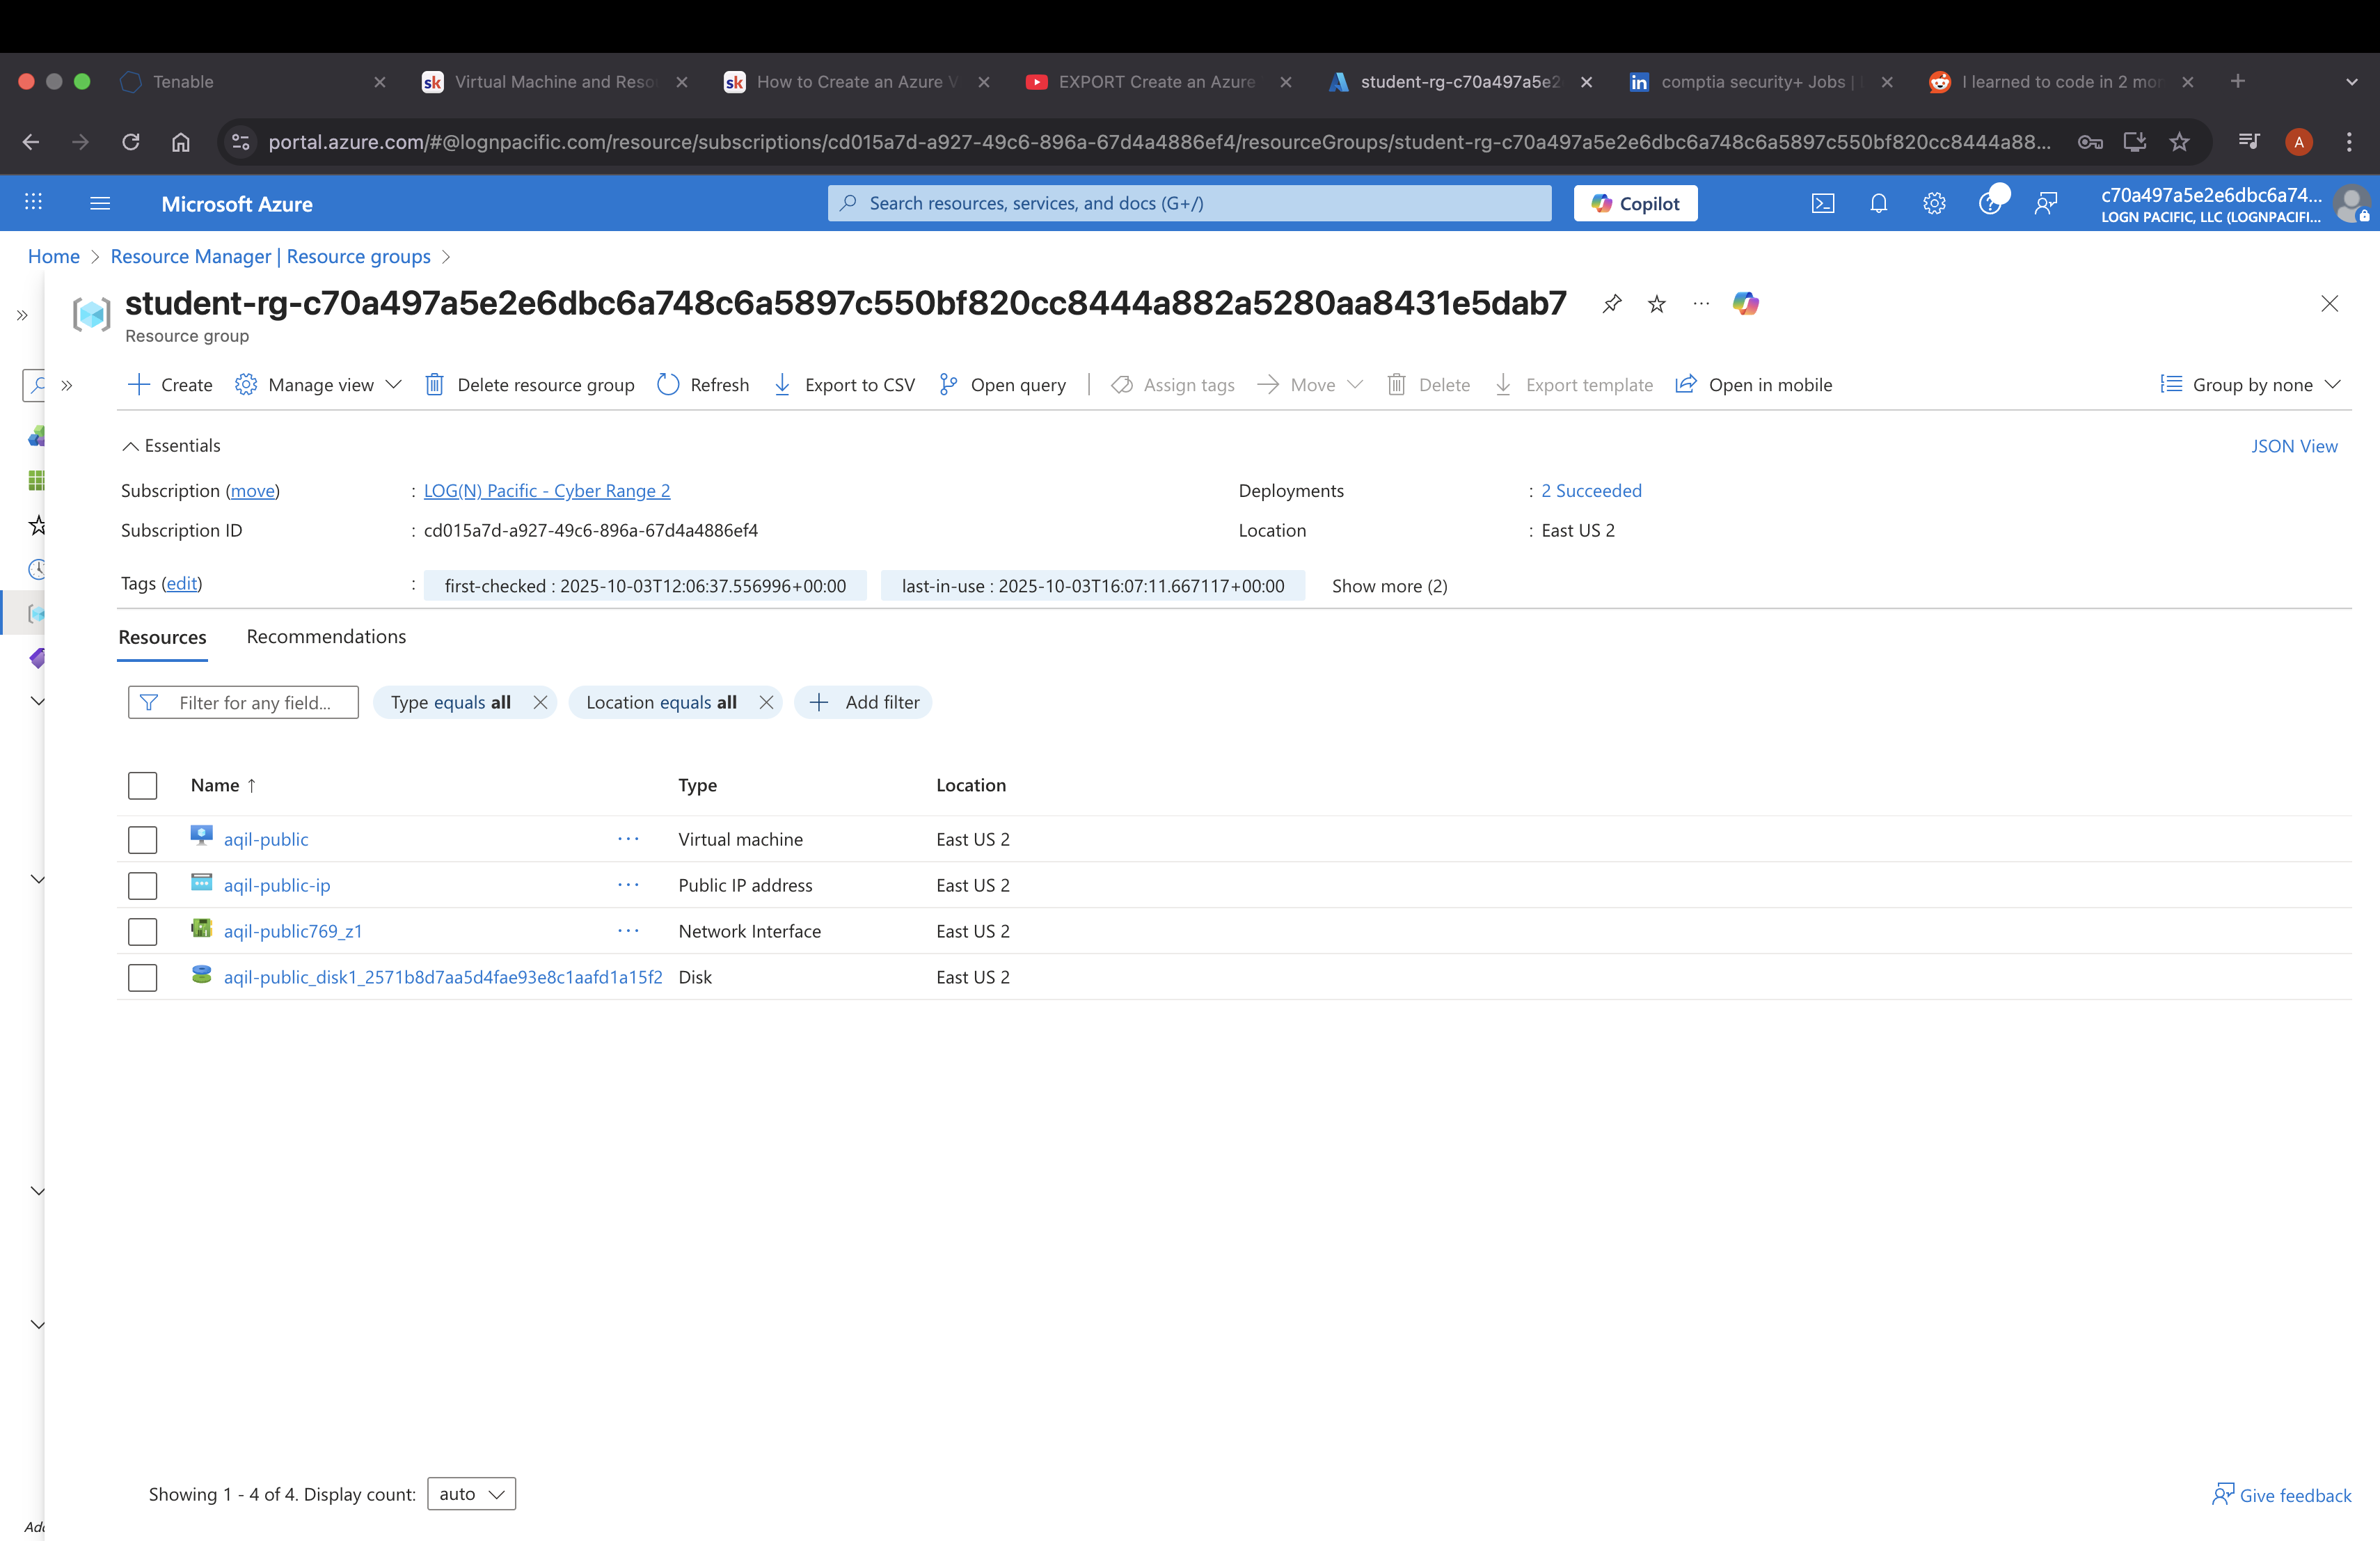 Tenable
sk Virtual Machine and Reso
sk How to Create an Azure V
EXPORT Create an Azure
student-rg-c70a497a5e2
in comptia security+ Jobs |
I learned to code in 2 mon
portal.azure.com/#@lognpacific.com/resource/subscriptions/cd015a7d-a927-49c6-896a-67d4a4886ef4/resourceGroups/student-rg-c70a497a5e2e6dbc6a748c6a5897c550bf820cc8444a88...
A
Microsoft Azure
Search resources, services, and docs (G+/)
Copilot
c70a497a5e2e6dbc6a74...
LOGN PACIFIC, LLC (LOGNPACIFI...
Home > Resource Manager | Resource groups >
student-rg-c70a497a5e2e6dbc6a748c6a5897c550bf820cc8444a882a5280aa8431e5dab7
Resource group
Create Manage view Delete resource group Refresh Export to CSV Open query | Assign tags Move Delete Export template Open in mobile Group by none
Essentials
JSON View
Subscription (move) : LOG(N) Pacific - Cyber Range 2
Deployments : 2 Succeeded
Subscription ID : cd015a7d-a927-49c6-896a-67d4a4886ef4
Location : East US 2
Tags (edit) : first-checked : 2025-10-03T12:06:37.556996+00:00 last-in-use : 2025-10-03T16:07:11.667117+00:00 Show more (2)
Resources Recommendations
Filter for any field...
Type equals all
Location equals all
Add filter
Name ↑ Type Location
aqil-public ... Virtual machine East US 2
aqil-public-ip ... Public IP address East US 2
aqil-public769_z1 ... Network Interface East US 2
aqil-public_disk1_2571b8d7aa5d4fae93e8c1aafd1a15f2 Disk East US 2
Showing 1 - 4 of 4. Display count: auto
Give feedback